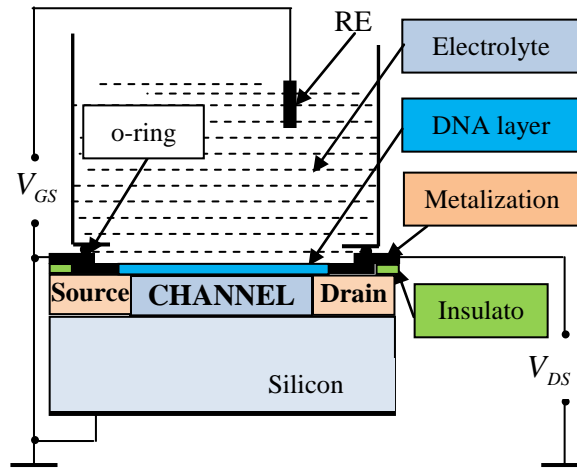 RE
Electrolyte
o-ring
DNA layer
V_GS
Metalization
Source
CHANNEL
Drain
Insulato
Silicon
V_DS